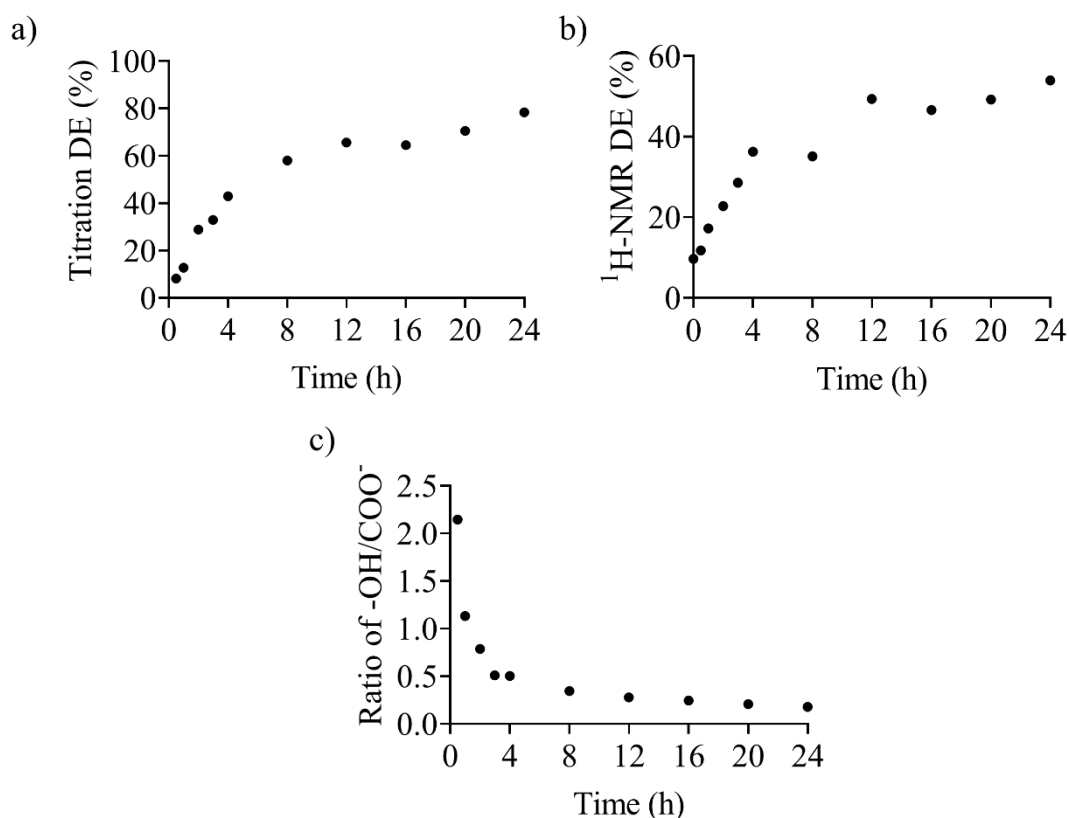 a)
Titration DE (%)
100
80
60
40
20
0
0 4 8 12 16 20 24
Time (h)
b)
¹H-NMR DE (%)
60
40
20
0
0 4 8 12 16 20 24
Time (h)
c)
Ratio of -OH/COO⁻
2.5
2.0
1.5
1.0
0.5
0.0
0 4 8 12 16 20 24
Time (h)